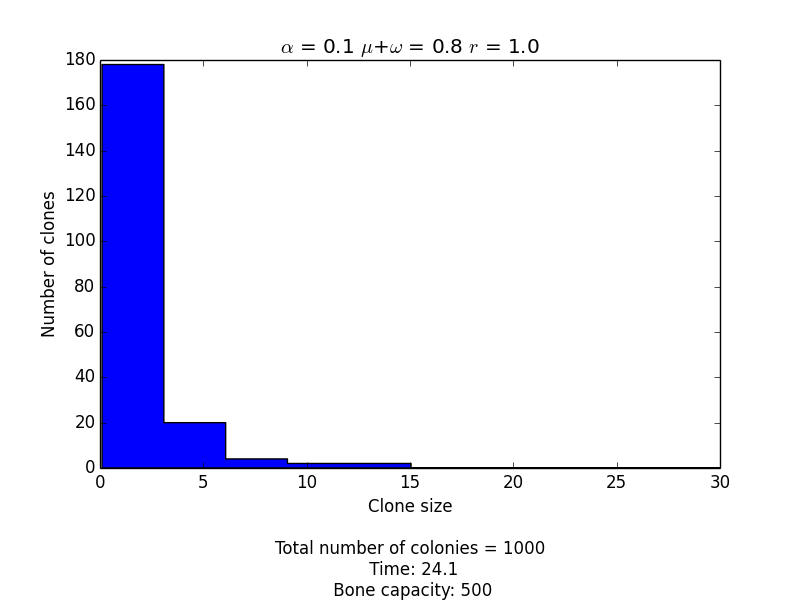 α = 0.1 μ+ω = 0.8 r = 1.0
180
160
140
120
100
80
60
40
20
0
Number of clones
0 5 10 15 20 25 30
Clone size
Total number of colonies = 1000
Time: 24.1
Bone capacity: 500